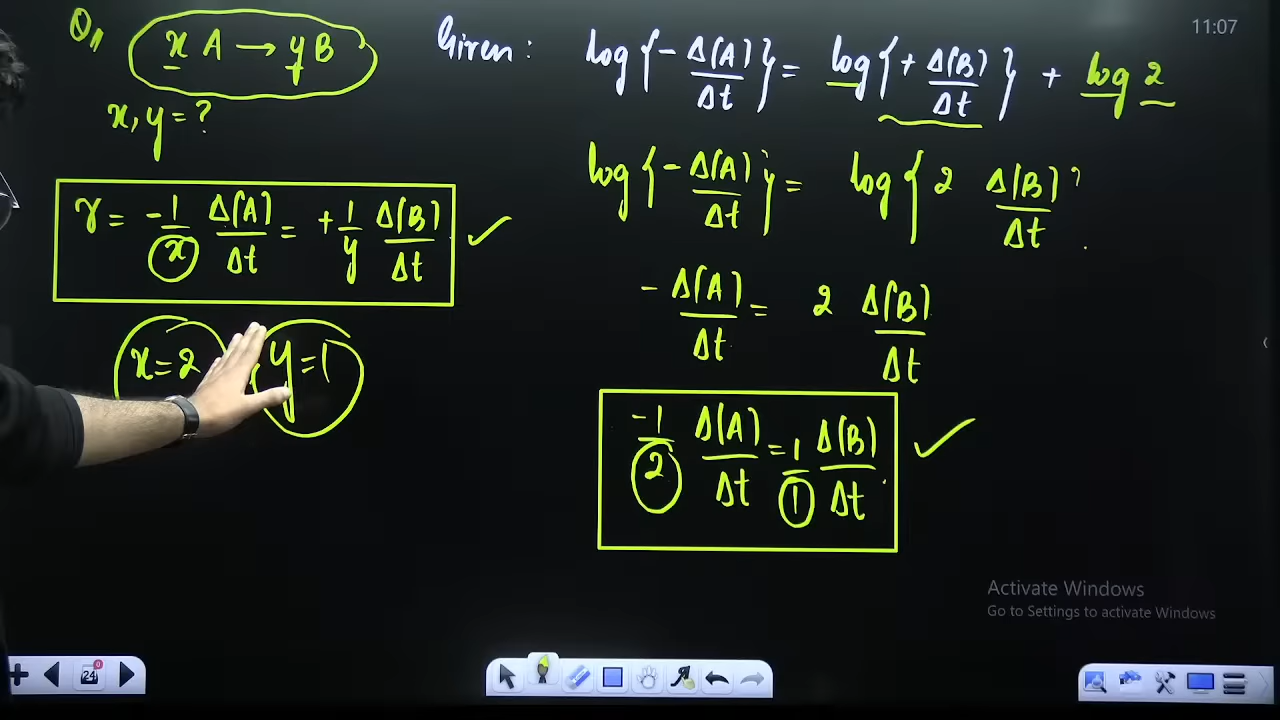 11:07
Q1 x A → y B
x, y = ?
Given : log{-Δ(A)/Δt} = log{+Δ(B)/Δt} + log 2
log{-Δ(A)/Δt} = log{2 Δ(B)/Δt}
r = -1/x Δ(A)/Δt = +1/y Δ(B)/Δt ✓
-Δ(A)/Δt = 2 Δ(B)/Δt
x=2 y=1
-1/2 Δ(A)/Δt = 1/1 Δ(B)/Δt ✓
Activate Windows
Go to Settings to activate Windows
24
0